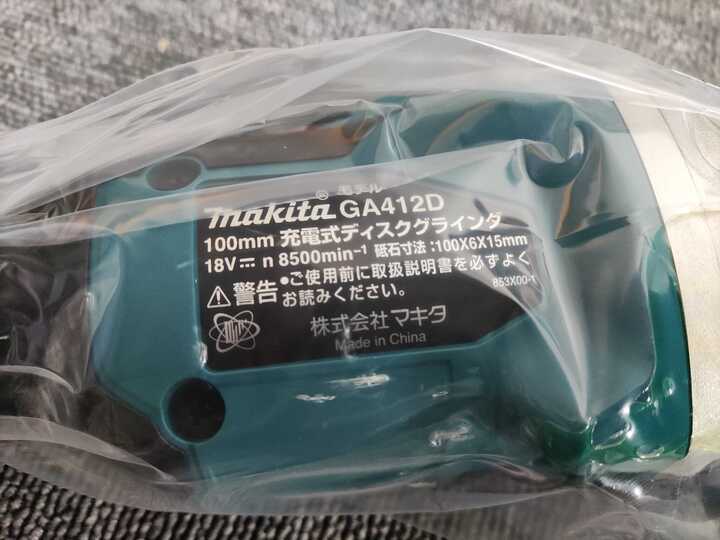 モデル
makita® GA412D
100mm 充電式ディスクグラインダ
18V⎓ n 8500min⁻¹ 砥石寸法:100X6X15mm
⚠警告 •ご使用前に取扱説明書を必ずよく
お読みください。
853X00-1
株式会社マキタ
Made in China